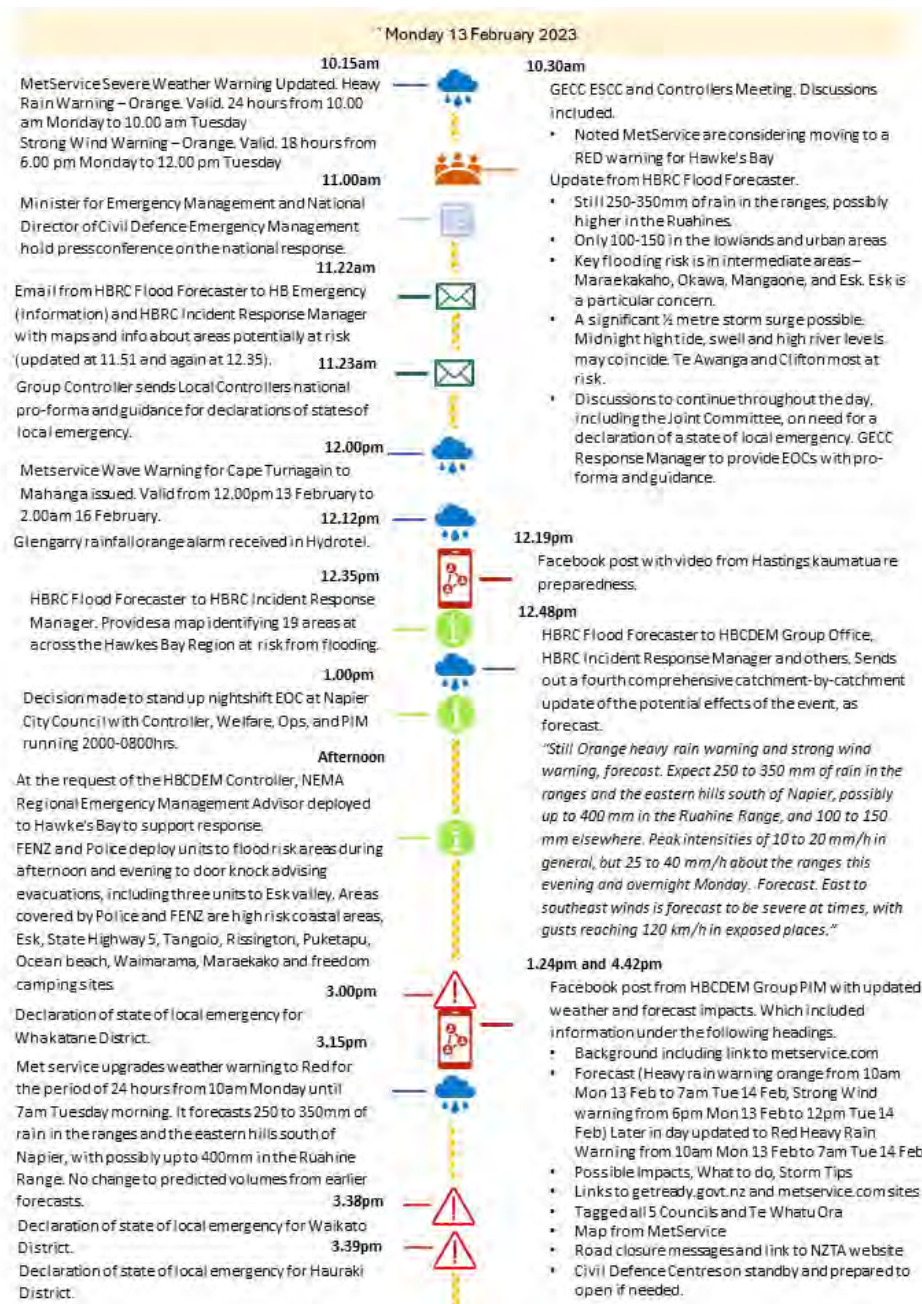 Monday 13 February 2023
10.15am
MetService Severe Weather Warning Updated. Heavy
Rain Warning – Orange. Valid. 24 hours from 10.00
am Monday to 10.00 am Tuesday
Strong Wind Warning – Orange. Valid. 18 hours from
6.00 pm Monday to 12.00 pm Tuesday
11.00am
Minister for Emergency Management and National
Director of Civil Defence Emergency Management
hold press conference on the national response.
11.22am
Email from HBRC Flood Forecaster to HB Emergency
(Information) and HBRC Incident Response Manager
with maps and info about areas potentially at risk
(updated at 11.51 and again at 12.35).
11.23am
Group Controller sends Local Controllers national
pro-forma and guidance for declarations of states of
local emergency.
12.00pm
Metservice Wave Warning for Cape Turnagain to
Mahanga issued. Valid from 12.00pm 13 February to
2.00am 16 February.
12.12pm
Glengarry rainfall orange alarm received in Hydrotel.
12.35pm
HBRC Flood Forecaster to HBRC Incident Response
Manager. Provides a map identifying 19 areas at
across the Hawkes Bay Region at risk from flooding.
1.00pm
Decision made to stand up nightshift EOC at Napier
City Council with Controller, Welfare, Ops, and PIM
running 2000-0800hrs.
Afternoon
At the request of the HBCDEM Controller, NEMA
Regional Emergency Management Advisor deployed
to Hawke's Bay to support response.
FENZ and Police deploy units to flood risk areas during
afternoon and evening to door knock advising
evacuations, including three units to Esk valley. Areas
covered by Police and FENZ are high risk coastal areas,
Esk, State Highway 5, Tangoio, Rissington, Puketapu,
Ocean beach, Waimarama, Maraekako and freedom
camping sites
3.00pm
Declaration of state of local emergency for
Whakatane District.
3.15pm
Met service upgrades weather warning to Red for
the period of 24 hours from 10am Monday until
7am Tuesday morning. It forecasts 250 to 350mm of
rain in the ranges and the eastern hills south of
Napier, with possibly up to 400mm in the Ruahine
Range. No change to predicted volumes from earlier
forecasts.
3.38pm
Declaration of state of local emergency for Waikato
District.
3.39pm
Declaration of state of local emergency for Hauraki
District.
10.30am
GECC ESCC and Controllers Meeting. Discussions
included.
• Noted MetService are considering moving to a
RED warning for Hawke's Bay
Update from HBRC Flood Forecaster.
• Still 250-350mm of rain in the ranges, possibly
higher in the Ruahines.
• Only 100-150 in the lowlands and urban areas
• Key flooding risk is in intermediate areas –
Maraekakaho, Okawa, Mangaone, and Esk. Esk is
a particular concern.
• A significant ½ metre storm surge possible.
Midnight high tide, swell and high river levels
may coincide. Te Awanga and Clifton most at
risk.
• Discussions to continue throughout the day,
including the Joint Committee, on need for a
declaration of a state of local emergency. GECC
Response Manager to provide EOCs with pro-
forma and guidance.
12.19pm
Facebook post with video from Hastings kaumatua re
preparedness.
12.48pm
HBRC Flood Forecaster to HBCDEM Group Office,
HBRC Incident Response Manager and others. Sends
out a fourth comprehensive catchment-by-catchment
update of the potential effects of the event, as
forecast.
"Still Orange heavy rain warning and strong wind
warning, forecast. Expect 250 to 350 mm of rain in the
ranges and the eastern hills south of Napier, possibly
up to 400 mm in the Ruahine Range, and 100 to 150
mm elsewhere. Peak intensities of 10 to 20 mm/h in
general, but 25 to 40 mm/h about the ranges this
evening and overnight Monday. Forecast. East to
southeast winds is forecast to be severe at times, with
gusts reaching 120 km/h in exposed places."
1.24pm and 4.42pm
Facebook post from HBCDEM Group PIM with updated
weather and forecast impacts. Which included
information under the following headings.
• Background including link to metservice.com
• Forecast (Heavy rain warning orange from 10am
Mon 13 Feb to 7am Tue 14 Feb, Strong Wind
warning from 6pm Mon 13 Feb to 12pm Tue 14
Feb) Later in day updated to Red Heavy Rain
Warning from 10am Mon 13 Feb to 7am Tue 14 Feb
• Possible Impacts, What to do, Storm Tips
• Links to getready.govt.nz and metservice.com sites
• Tagged all 5 Councils and Te Whatu Ora
• Map from MetService
• Road closure messages and link to NZTA website
• Civil Defence Centres on standby and prepared to
open if needed.